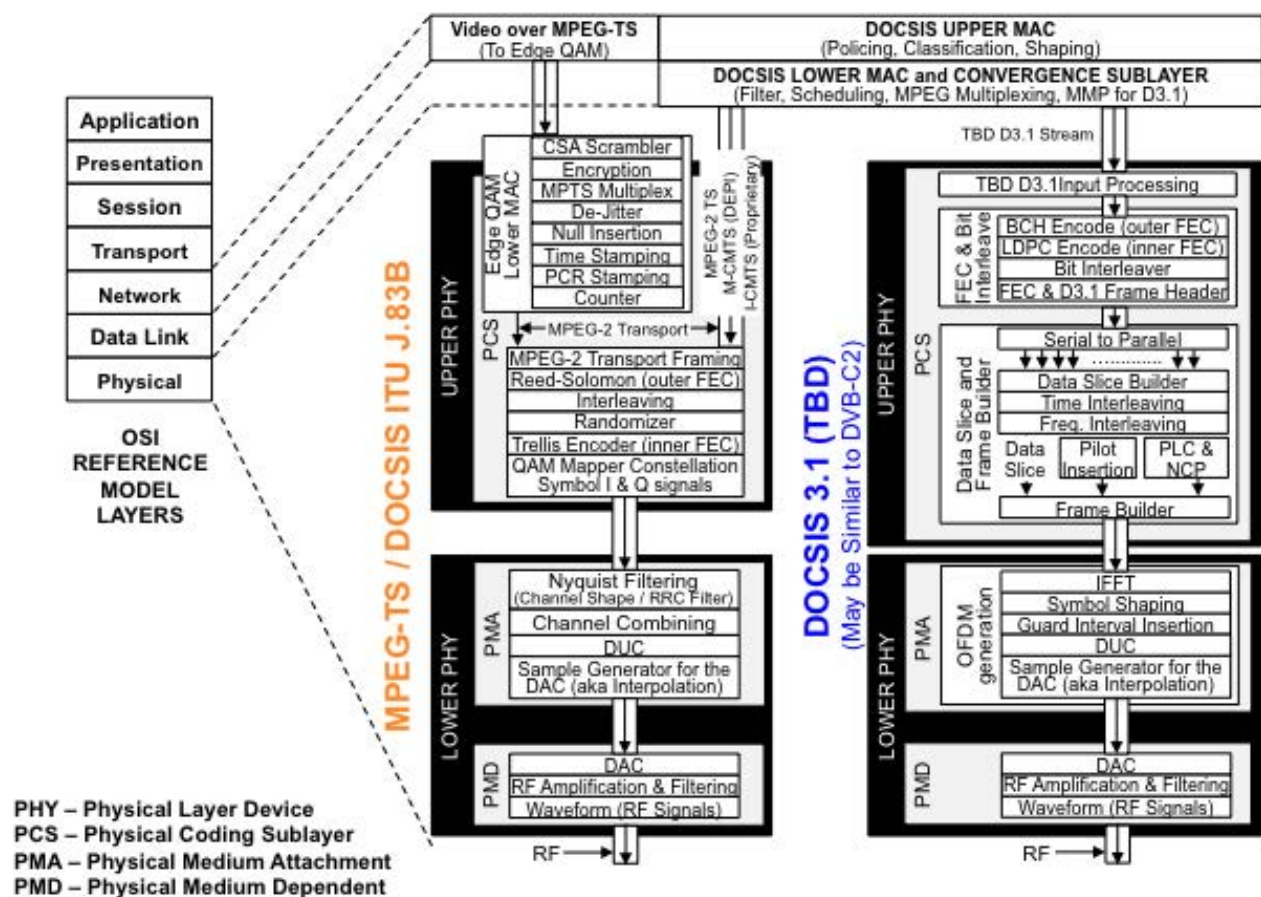 Video over MPEG-TS
(To Edge QAM)
DOCSIS UPPER MAC
(Policing, Classification, Shaping)
DOCSIS LOWER MAC and CONVERGENCE SUBLAYER
(Filter, Scheduling, MPEG Multiplexing, MMP for D3.1)
Application
Presentation
Session
Transport
Network
Data Link
Physical
OSI
REFERENCE
MODEL
LAYERS
MPEG-TS / DOCSIS ITU J.83B
UPPER PHY
PCS
Edge QAM
Lower MAC
CSA Scrambler
Encryption
MPTS Multiplex
De-Jitter
Null Insertion
Time Stamping
PCR Stamping
Counter
MPEG-2 TS
M-CMTS (DEPI)
I-CMTS (Proprietary)
MPEG-2 Transport
MPEG-2 Transport Framing
Reed-Solomon (outer FEC)
Interleaving
Randomizer
Trellis Encoder (inner FEC)
QAM Mapper Constellation
Symbol I & Q signals
LOWER PHY
PMA
Nyquist Filtering
(Channel Shape / RRC Filter)
Channel Combining
DUC
Sample Generator for the
DAC (aka Interpolation)
PMD
DAC
RF Amplification & Filtering
Waveform (RF Signals)
RF
DOCSIS 3.1 (TBD)
(May be Similar to DVB-C2)
TBD D3.1 Stream
UPPER PHY
PCS
TBD D3.1Input Processing
FEC & Bit
Interleave
BCH Encode (outer FEC)
LDPC Encode (inner FEC)
Bit Interleaver
FEC & D3.1 Frame Header
Data Slice and
Frame Builder
Serial to Parallel
Data Slice Builder
Time Interleaving
Freq. Interleaving
Data
Slice
Pilot
Insertion
PLC &
NCP
Frame Builder
LOWER PHY
PMA
OFDM
generation
IFFT
Symbol Shaping
Guard Interval Insertion
DUC
Sample Generator for the
DAC (aka Interpolation)
PMD
DAC
RF Amplification & Filtering
Waveform (RF Signals)
RF
PHY – Physical Layer Device
PCS – Physical Coding Sublayer
PMA – Physical Medium Attachment
PMD – Physical Medium Dependent